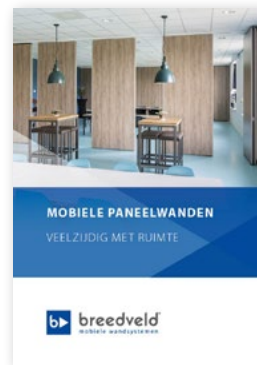 MOBIELE PANEELWANDEN
VEELZIJDIG MET RUIMTE
b
breedveld
mobiele wandsystemen